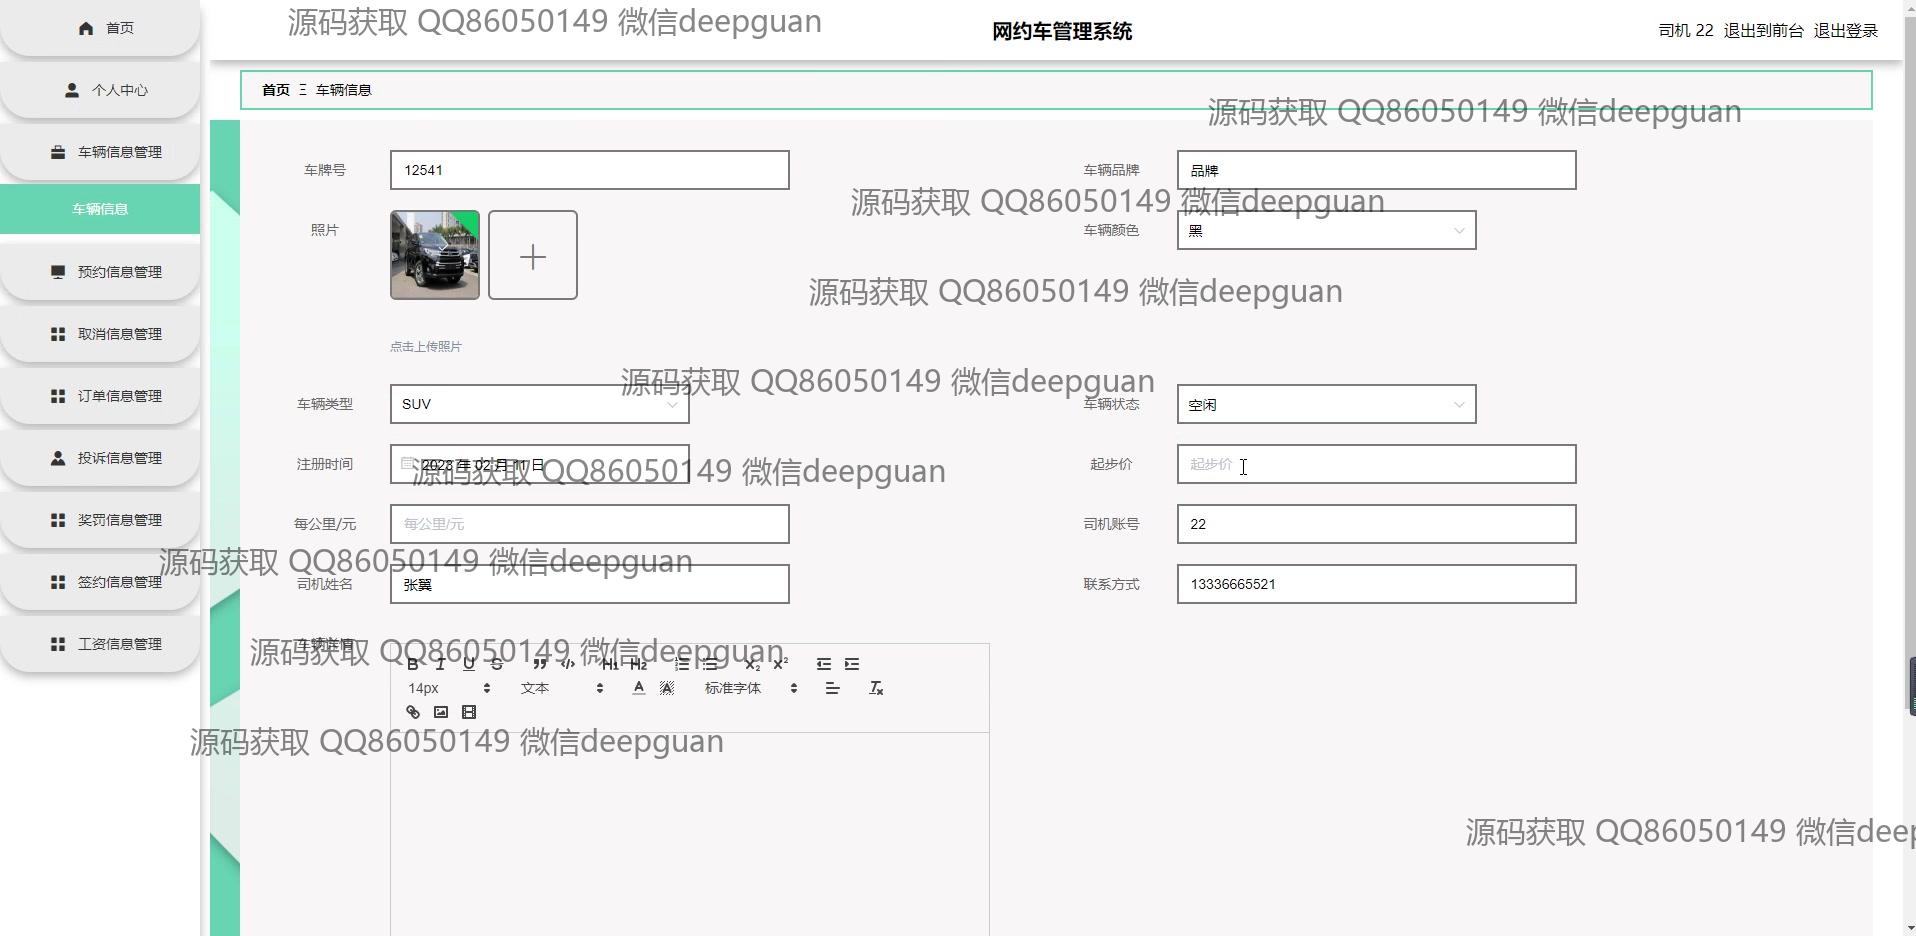 源码获取 QQ86050149 微信deepguan
网约车管理系统
司机 22 退出到前台 退出登录
首页
个人中心
车辆信息管理
车辆信息
预约信息管理
取消信息管理
订单信息管理
投诉信息管理
奖罚信息管理
签约信息管理
工资信息管理
首页 Ξ 车辆信息
源码获取 QQ86050149 微信deepguan
车牌号 12541
车辆品牌 品牌
源码获取 QQ86050149 微信deepguan
照片
车辆颜色 黑
源码获取 QQ86050149 微信deepguan
点击上传照片
源码获取 QQ86050149 微信deepguan
车辆类型 SUV
车辆状态 空闲
注册时间 2023 年 02 月 11 日
起步价 起步价
源码获取 QQ86050149 微信deepguan
每公里/元 每公里/元
司机账号 22
源码获取 QQ86050149 微信deepguan
司机姓名 张翼
联系方式 13336665521
车辆详情
源码获取 QQ86050149 微信deepguan
B I U S ” </> H1 H2 X2 X2
14px 文本 A A 标准字体 Tx
源码获取 QQ86050149 微信deepguan
源码获取 QQ86050149 微信deep